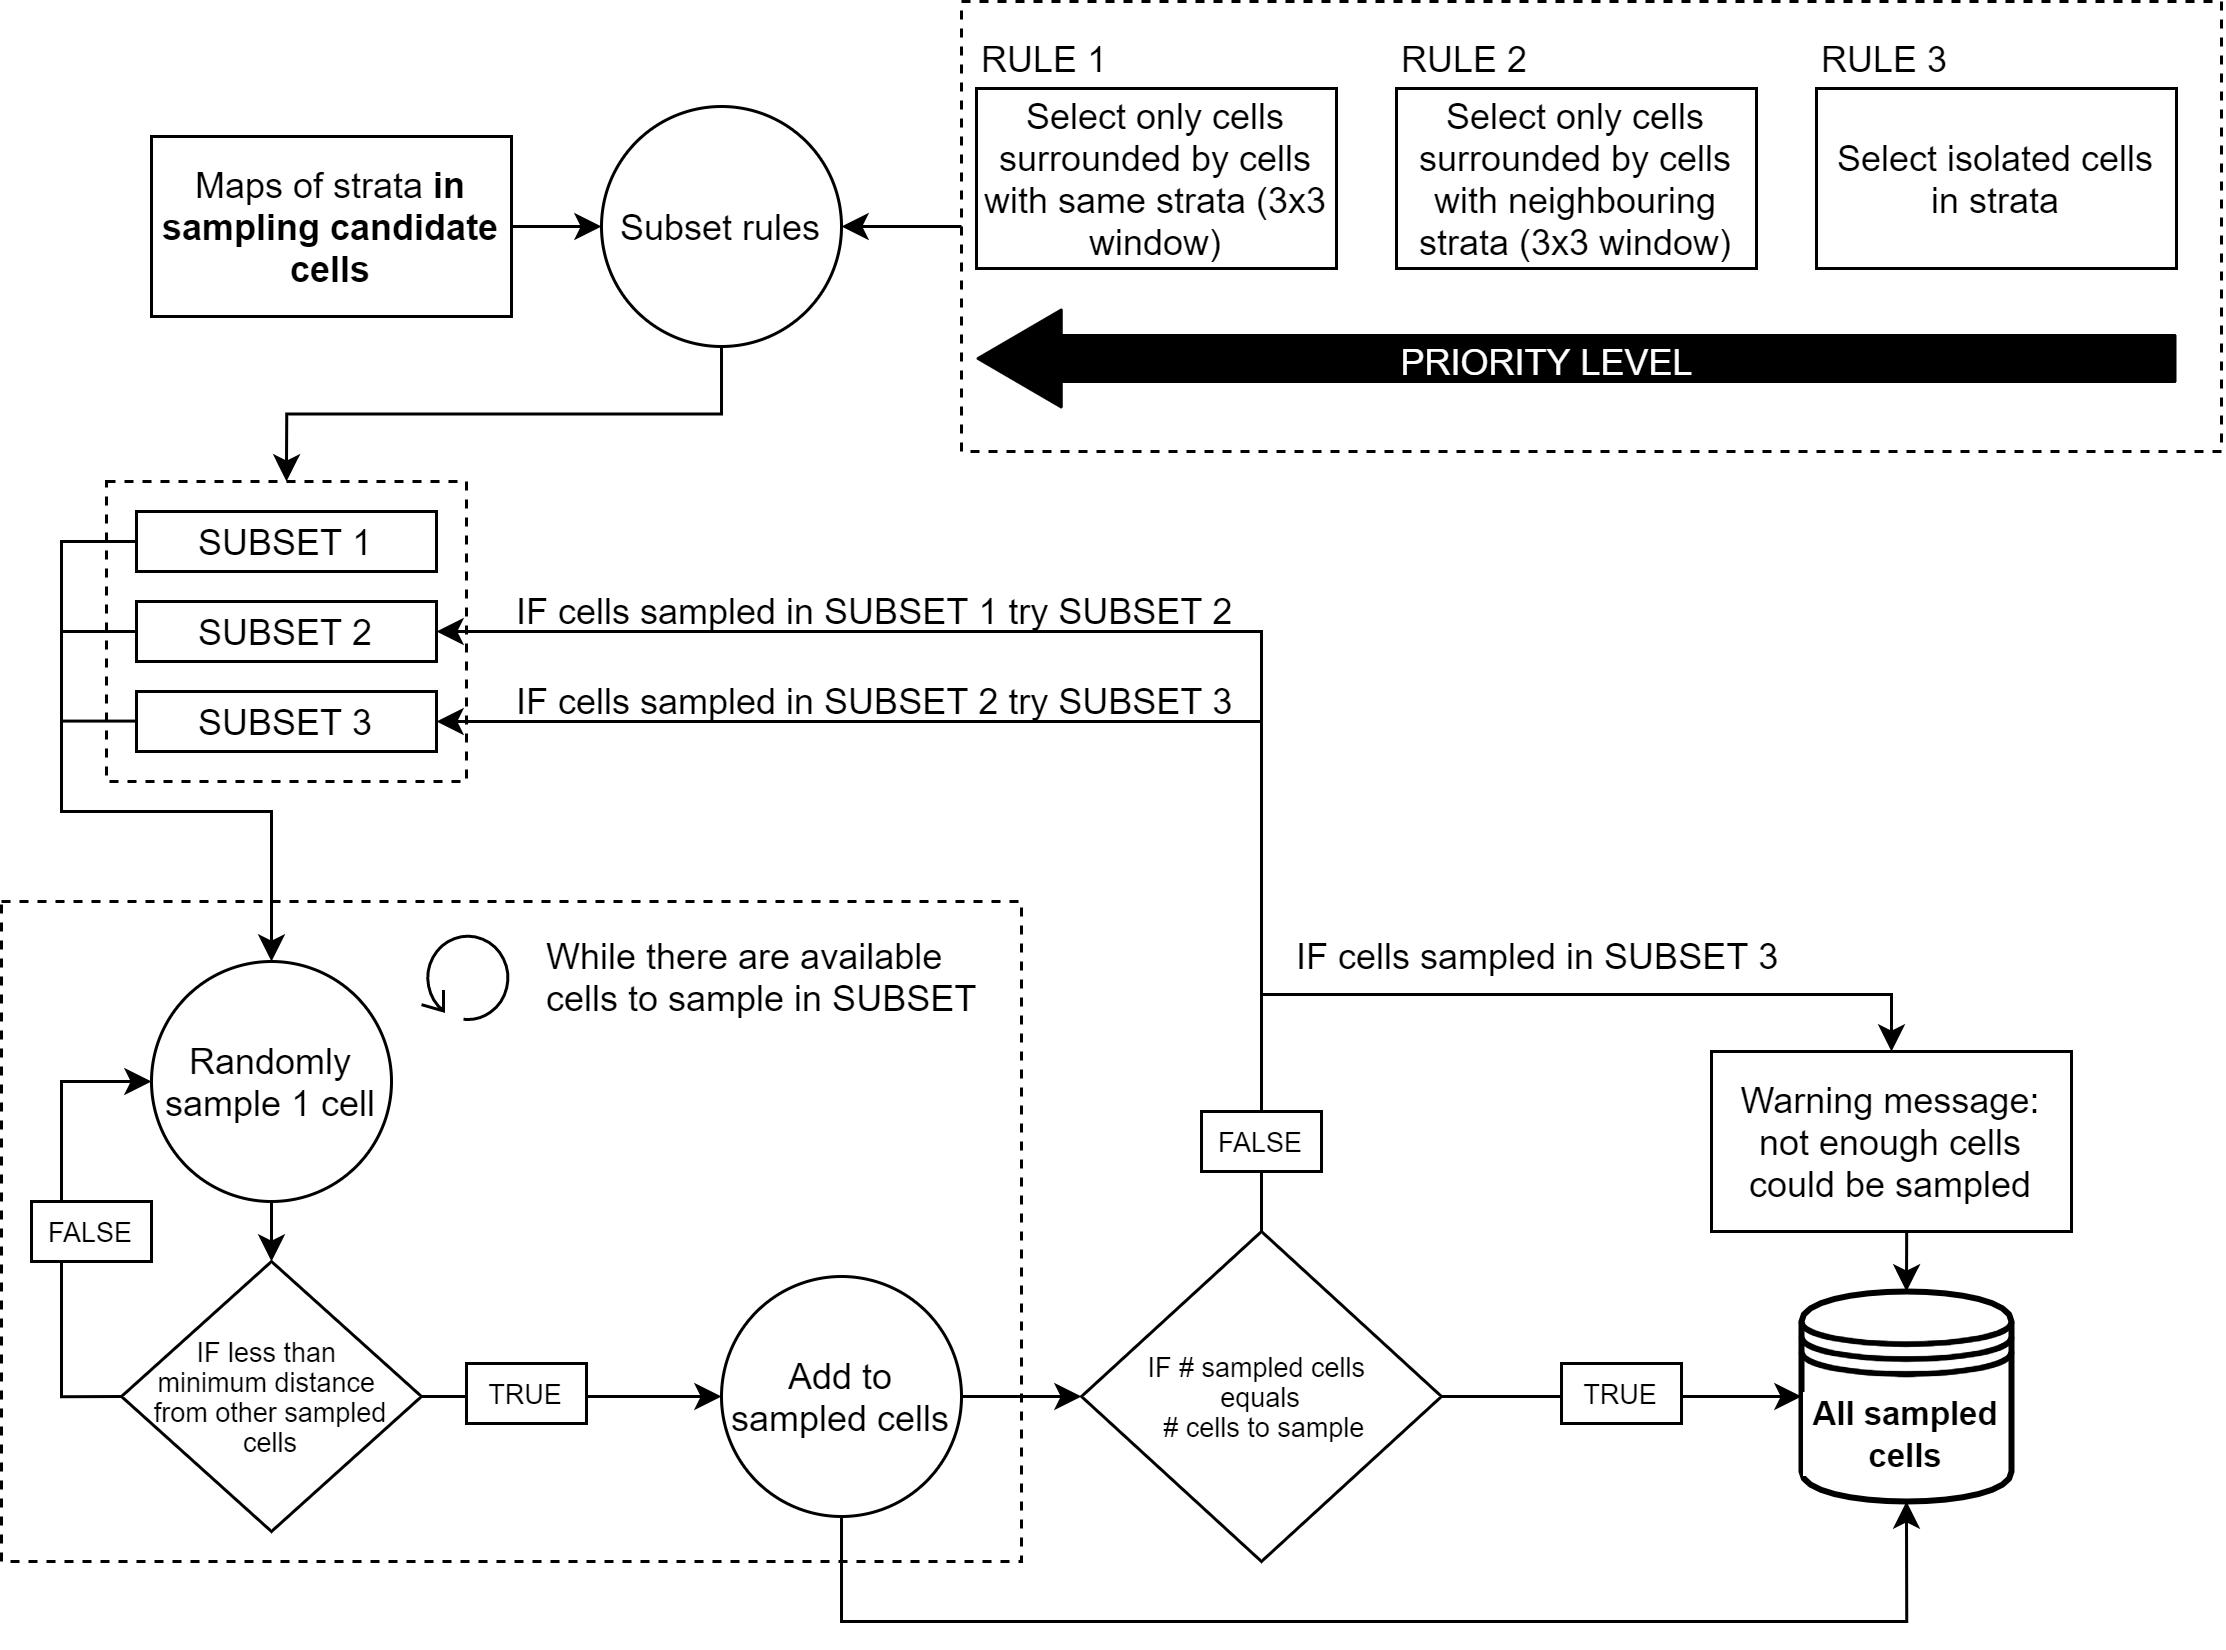 RULE 1
Select only cells
surrounded by cells
with same strata (3x3
window)
RULE 2
Select only cells
surrounded by cells
with neighbouring
strata (3x3 window)
RULE 3
Select isolated cells
in strata
PRIORITY LEVEL
Maps of strata in
sampling candidate
cells
Subset rules
SUBSET 1
SUBSET 2
SUBSET 3
IF cells sampled in SUBSET 1 try SUBSET 2
IF cells sampled in SUBSET 2 try SUBSET 3
While there are available
cells to sample in SUBSET
Randomly
sample 1 cell
FALSE
IF less than
minimum distance
from other sampled
cells
TRUE
Add to
sampled cells
IF # sampled cells
equals
# cells to sample
FALSE
IF cells sampled in SUBSET 3
Warning message:
not enough cells
could be sampled
TRUE
All sampled
cells